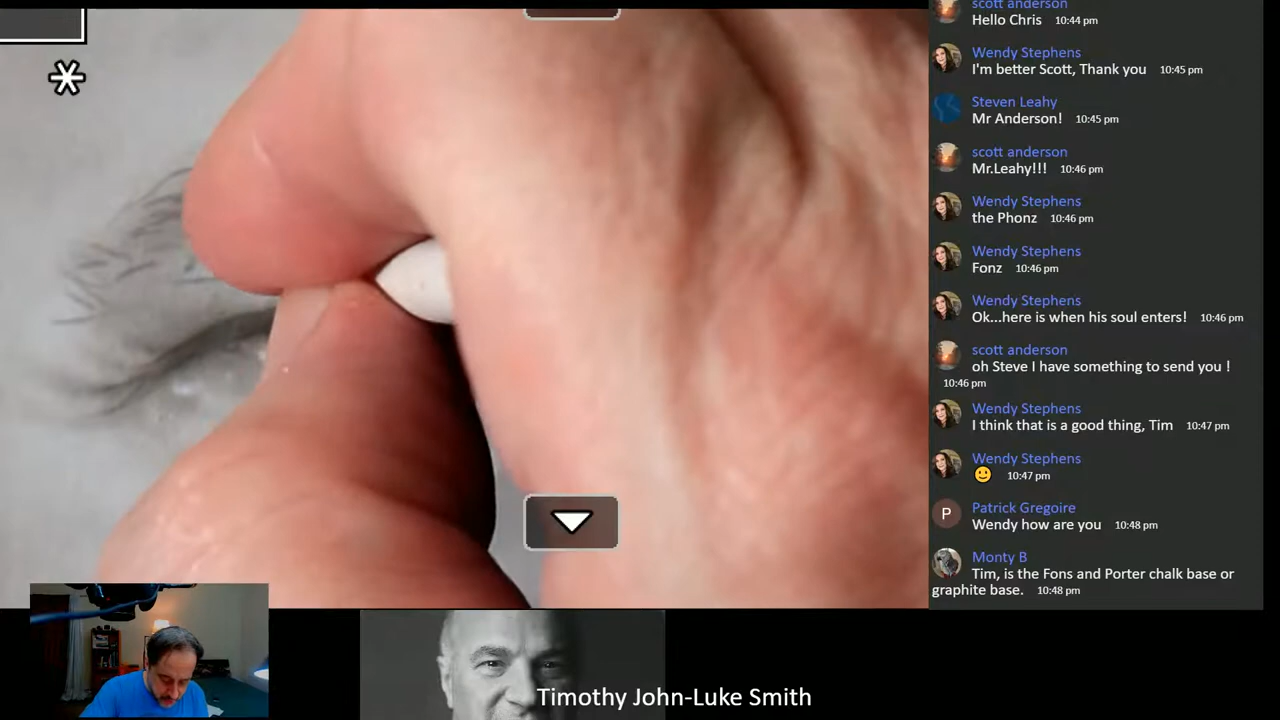 scott anderson
Hello Chris 10:44 pm
Wendy Stephens
I'm better Scott, Thank you 10:45 pm
Steven Leahy
Mr Anderson! 10:45 pm
scott anderson
Mr.Leahy!!! 10:46 pm
Wendy Stephens
the Phonz 10:46 pm
Wendy Stephens
Fonz 10:46 pm
Wendy Stephens
Ok...here is when his soul enters! 10:46 pm
scott anderson
oh Steve I have something to send you !
10:46 pm
Wendy Stephens
I think that is a good thing, Tim 10:47 pm
Wendy Stephens
🙂 10:47 pm
P
Patrick Gregoire
Wendy how are you 10:48 pm
Monty B
Tim, is the Fons and Porter chalk base or
graphite base. 10:48 pm
Timothy John-Luke Smith